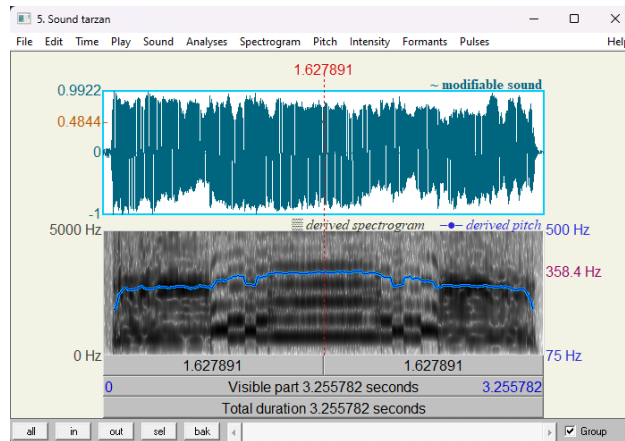 5. Sound tarzan
File Edit Time Play Sound Analyses Spectrogram Pitch Intensity Formants Pulses Help
1.627891
~ modifiable sound
0.9922
0.4844
0
-1
derived spectrogram derived pitch
5000 Hz 500 Hz
358.4 Hz
0 Hz 75 Hz
1.627891 1.627891
0 Visible part 3.255782 seconds 3.255782
Total duration 3.255782 seconds
all in out sel bak Group